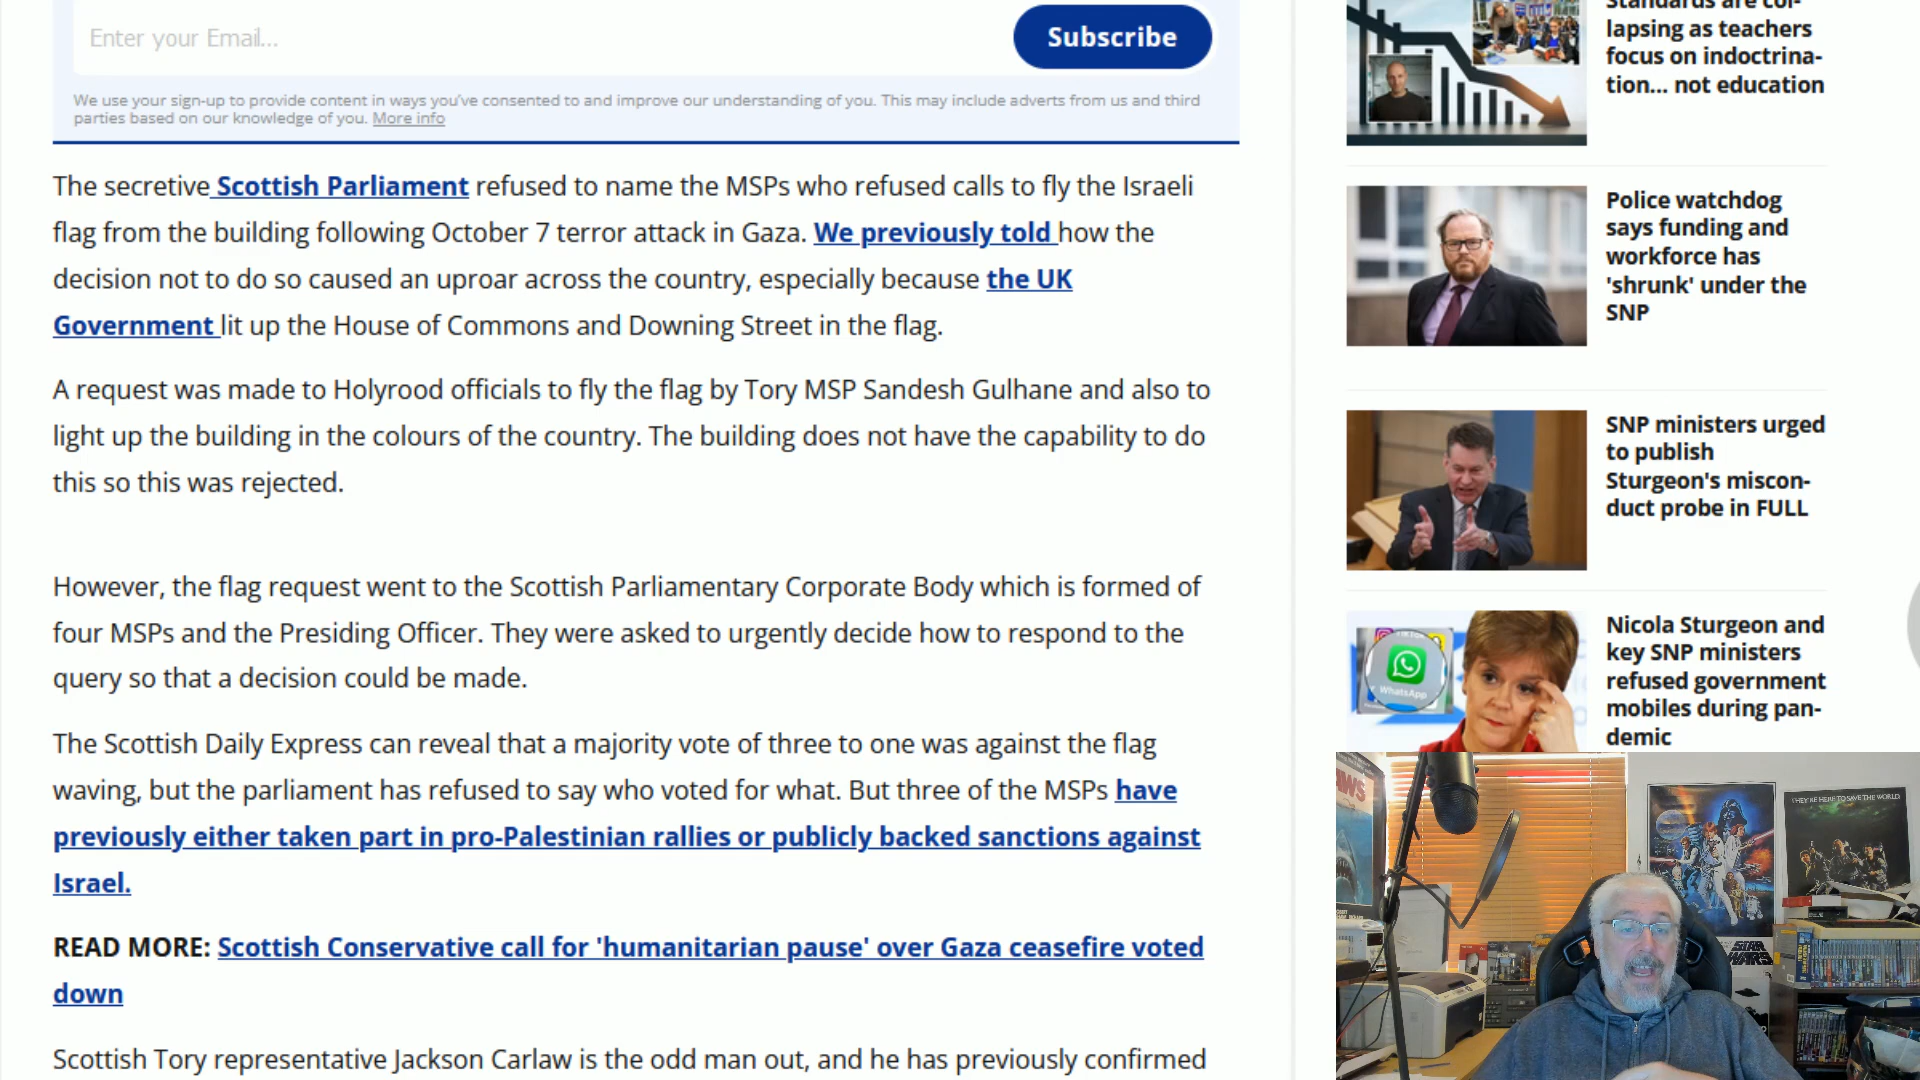 Enter your Email...
Subscribe
We use your sign-up to provide content in ways you've consented to and improve our understanding of you. This may include adverts from us and third
parties based on our knowledge of you. More info
The secretive Scottish Parliament refused to name the MSPs who refused calls to fly the Israeli
flag from the building following October 7 terror attack in Gaza. We previously told how the
decision not to do so caused an uproar across the country, especially because the UK
Government lit up the House of Commons and Downing Street in the flag.
A request was made to Holyrood officials to fly the flag by Tory MSP Sandesh Gulhane and also to
light up the building in the colours of the country. The building does not have the capability to do
this so this was rejected.
However, the flag request went to the Scottish Parliamentary Corporate Body which is formed of
four MSPs and the Presiding Officer. They were asked to urgently decide how to respond to the
query so that a decision could be made.
The Scottish Daily Express can reveal that a majority vote of three to one was against the flag
waving, but the parliament has refused to say who voted for what. But three of the MSPs have
previously either taken part in pro-Palestinian rallies or publicly backed sanctions against
Israel.
READ MORE: Scottish Conservative call for 'humanitarian pause' over Gaza ceasefire voted
down
Scottish Tory representative Jackson Carlaw is the odd man out, and he has previously confirmed
Standards are col-
lapsing as teachers
focus on indoctrina-
tion... not education
Police watchdog
says funding and
workforce has
'shrunk' under the
SNP
SNP ministers urged
to publish
Sturgeon's miscon-
duct probe in FULL
Nicola Sturgeon and
key SNP ministers
refused government
mobiles during pan-
demic
WhatsApp
THEY'RE HERE TO SAVE THE WORLD
STAR
WARS